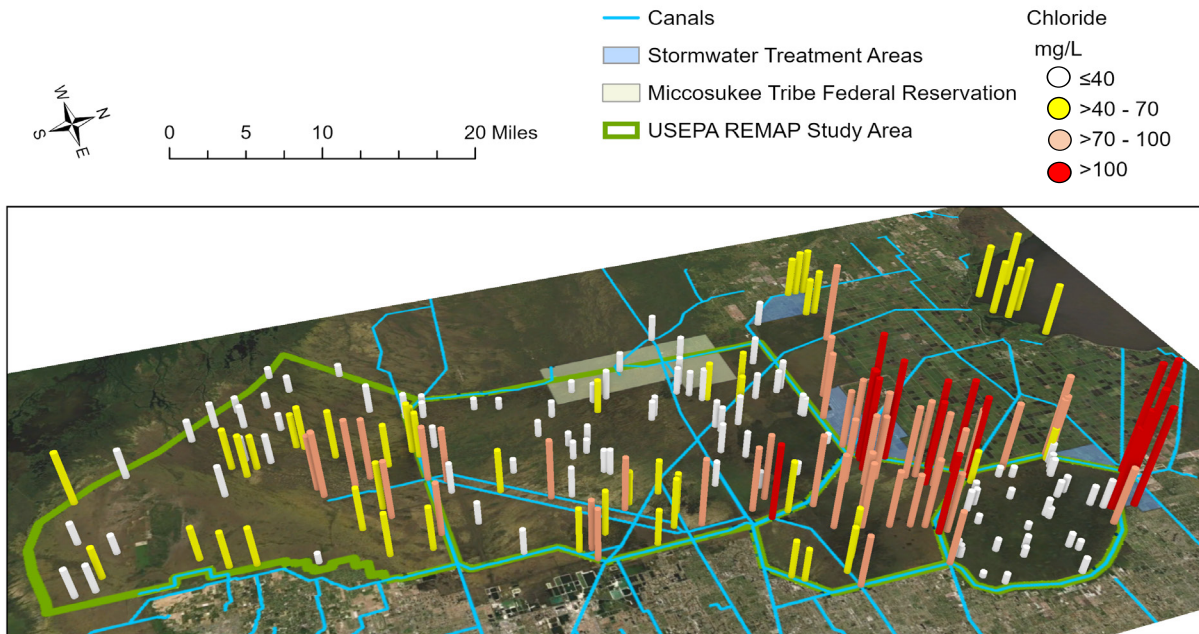 Canals
Stormwater Treatment Areas
Miccosukee Tribe Federal Reservation
USEPA REMAP Study Area
Chloride
mg/L
≤40
>40 - 70
>70 - 100
>100
W
N
S
E
0 5 10 20 Miles